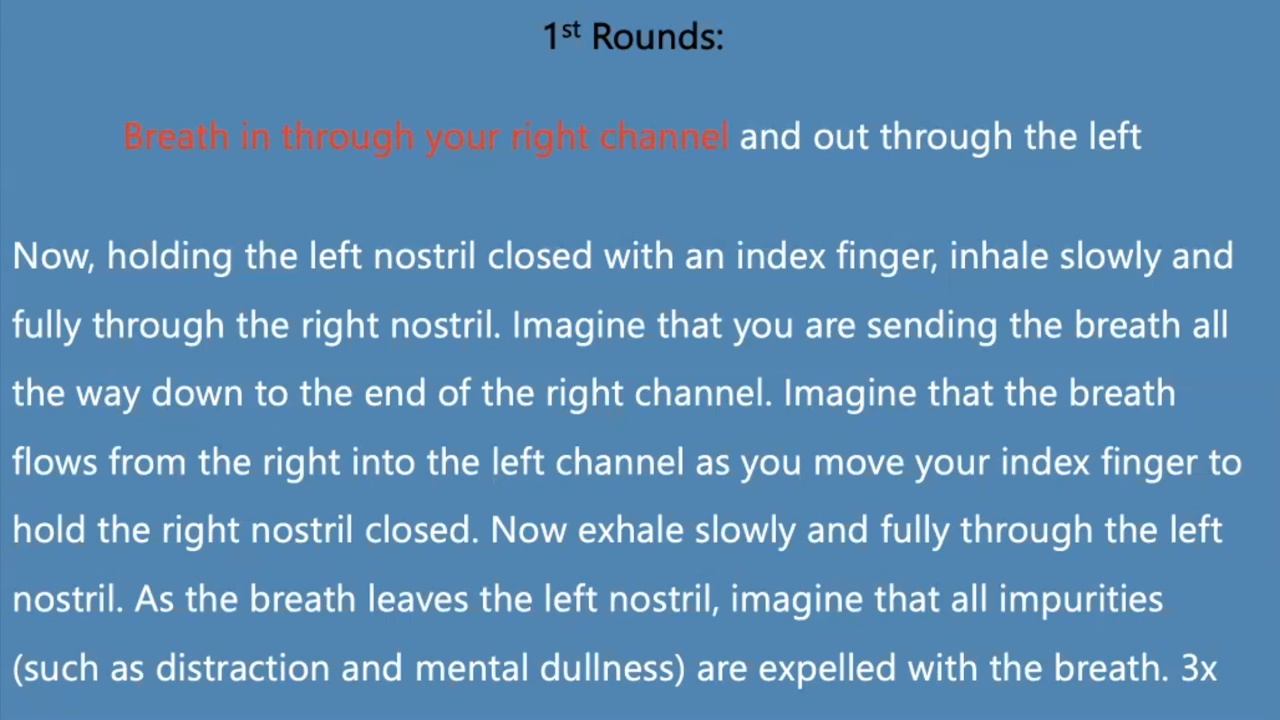 1st Rounds:
Breath in through your right channel and out through the left
Now, holding the left nostril closed with an index finger, inhale slowly and
fully through the right nostril. Imagine that you are sending the breath all
the way down to the end of the right channel. Imagine that the breath
flows from the right into the left channel as you move your index finger to
hold the right nostril closed. Now exhale slowly and fully through the left
nostril. As the breath leaves the left nostril, imagine that all impurities
(such as distraction and mental dullness) are expelled with the breath. 3x